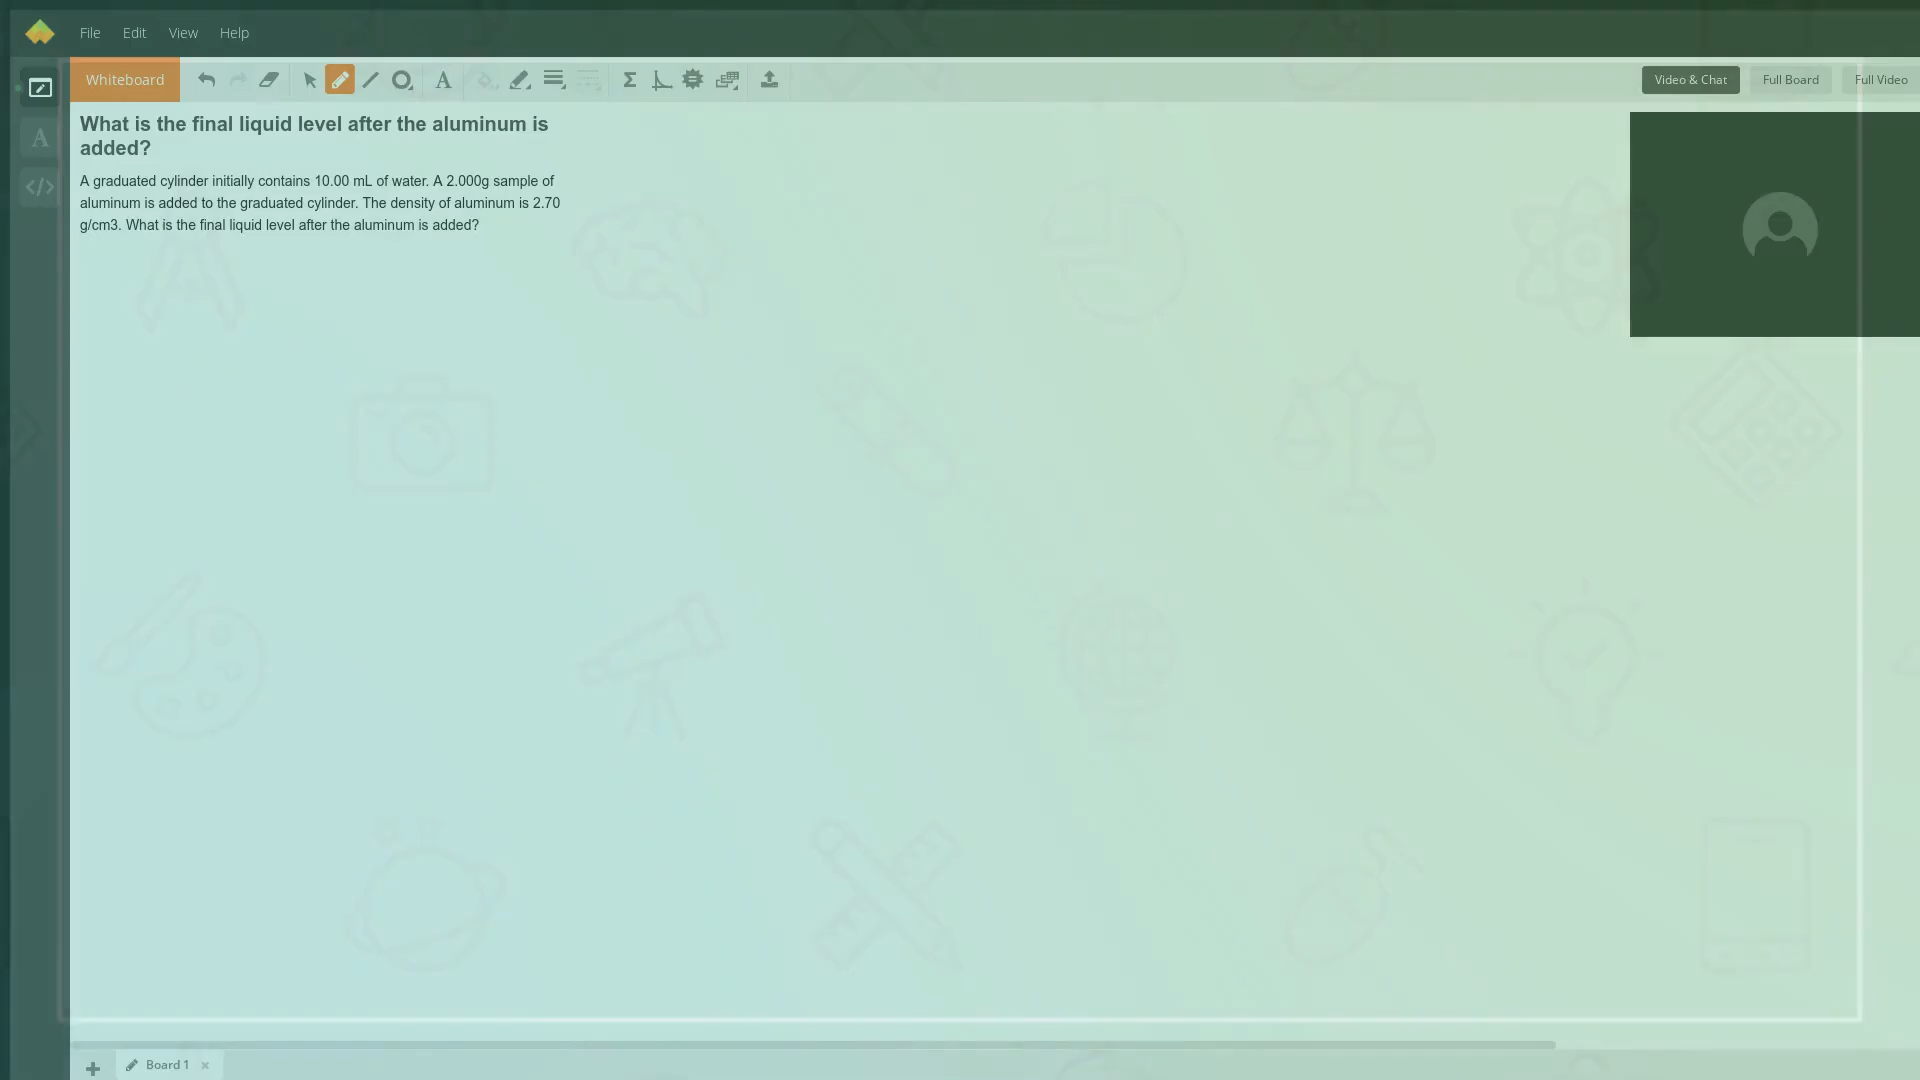 File Edit View Help
Whiteboard
Video & Chat Full Board Full Video
What is the final liquid level after the aluminum is
added?
A graduated cylinder initially contains 10.00 mL of water. A 2.000g sample of
aluminum is added to the graduated cylinder. The density of aluminum is 2.70
g/cm3. What is the final liquid level after the aluminum is added?
Board 1